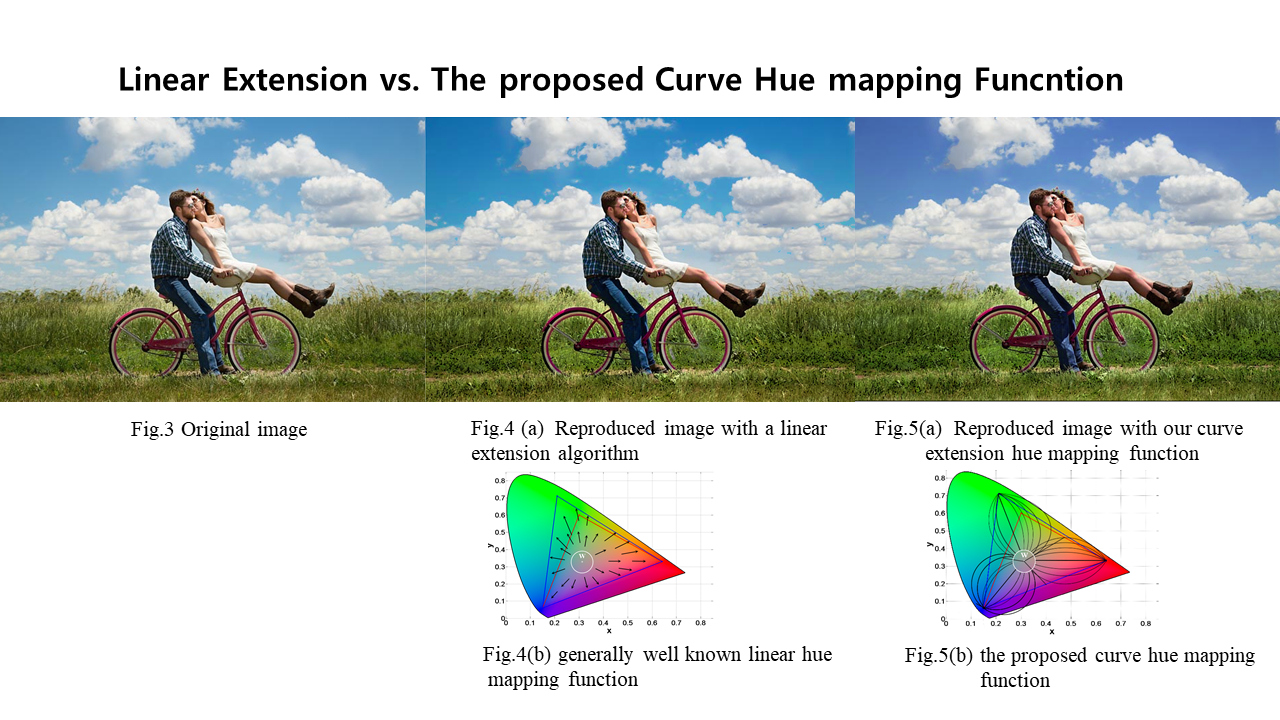 Linear Extension vs. The proposed Curve Hue mapping Funcntion
Fig.3 Original image
Fig.4 (a) Reproduced image with a linear
extension algorithm
Fig.5(a) Reproduced image with our curve
extension hue mapping function
0.8
0.7
0.6
0.5
0.4
0.3
0.2
0.1
0
y
W
0 0.1 0.2 0.3 0.4 0.5 0.6 0.7 0.8
x
0.8
0.7
0.6
0.5
0.4
0.3
0.2
0.1
0
y
W
0 0.1 0.2 0.3 0.4 0.5 0.6 0.7 0.8
x
Fig.4(b) generally well known linear hue
mapping function
Fig.5(b) the proposed curve hue mapping
function